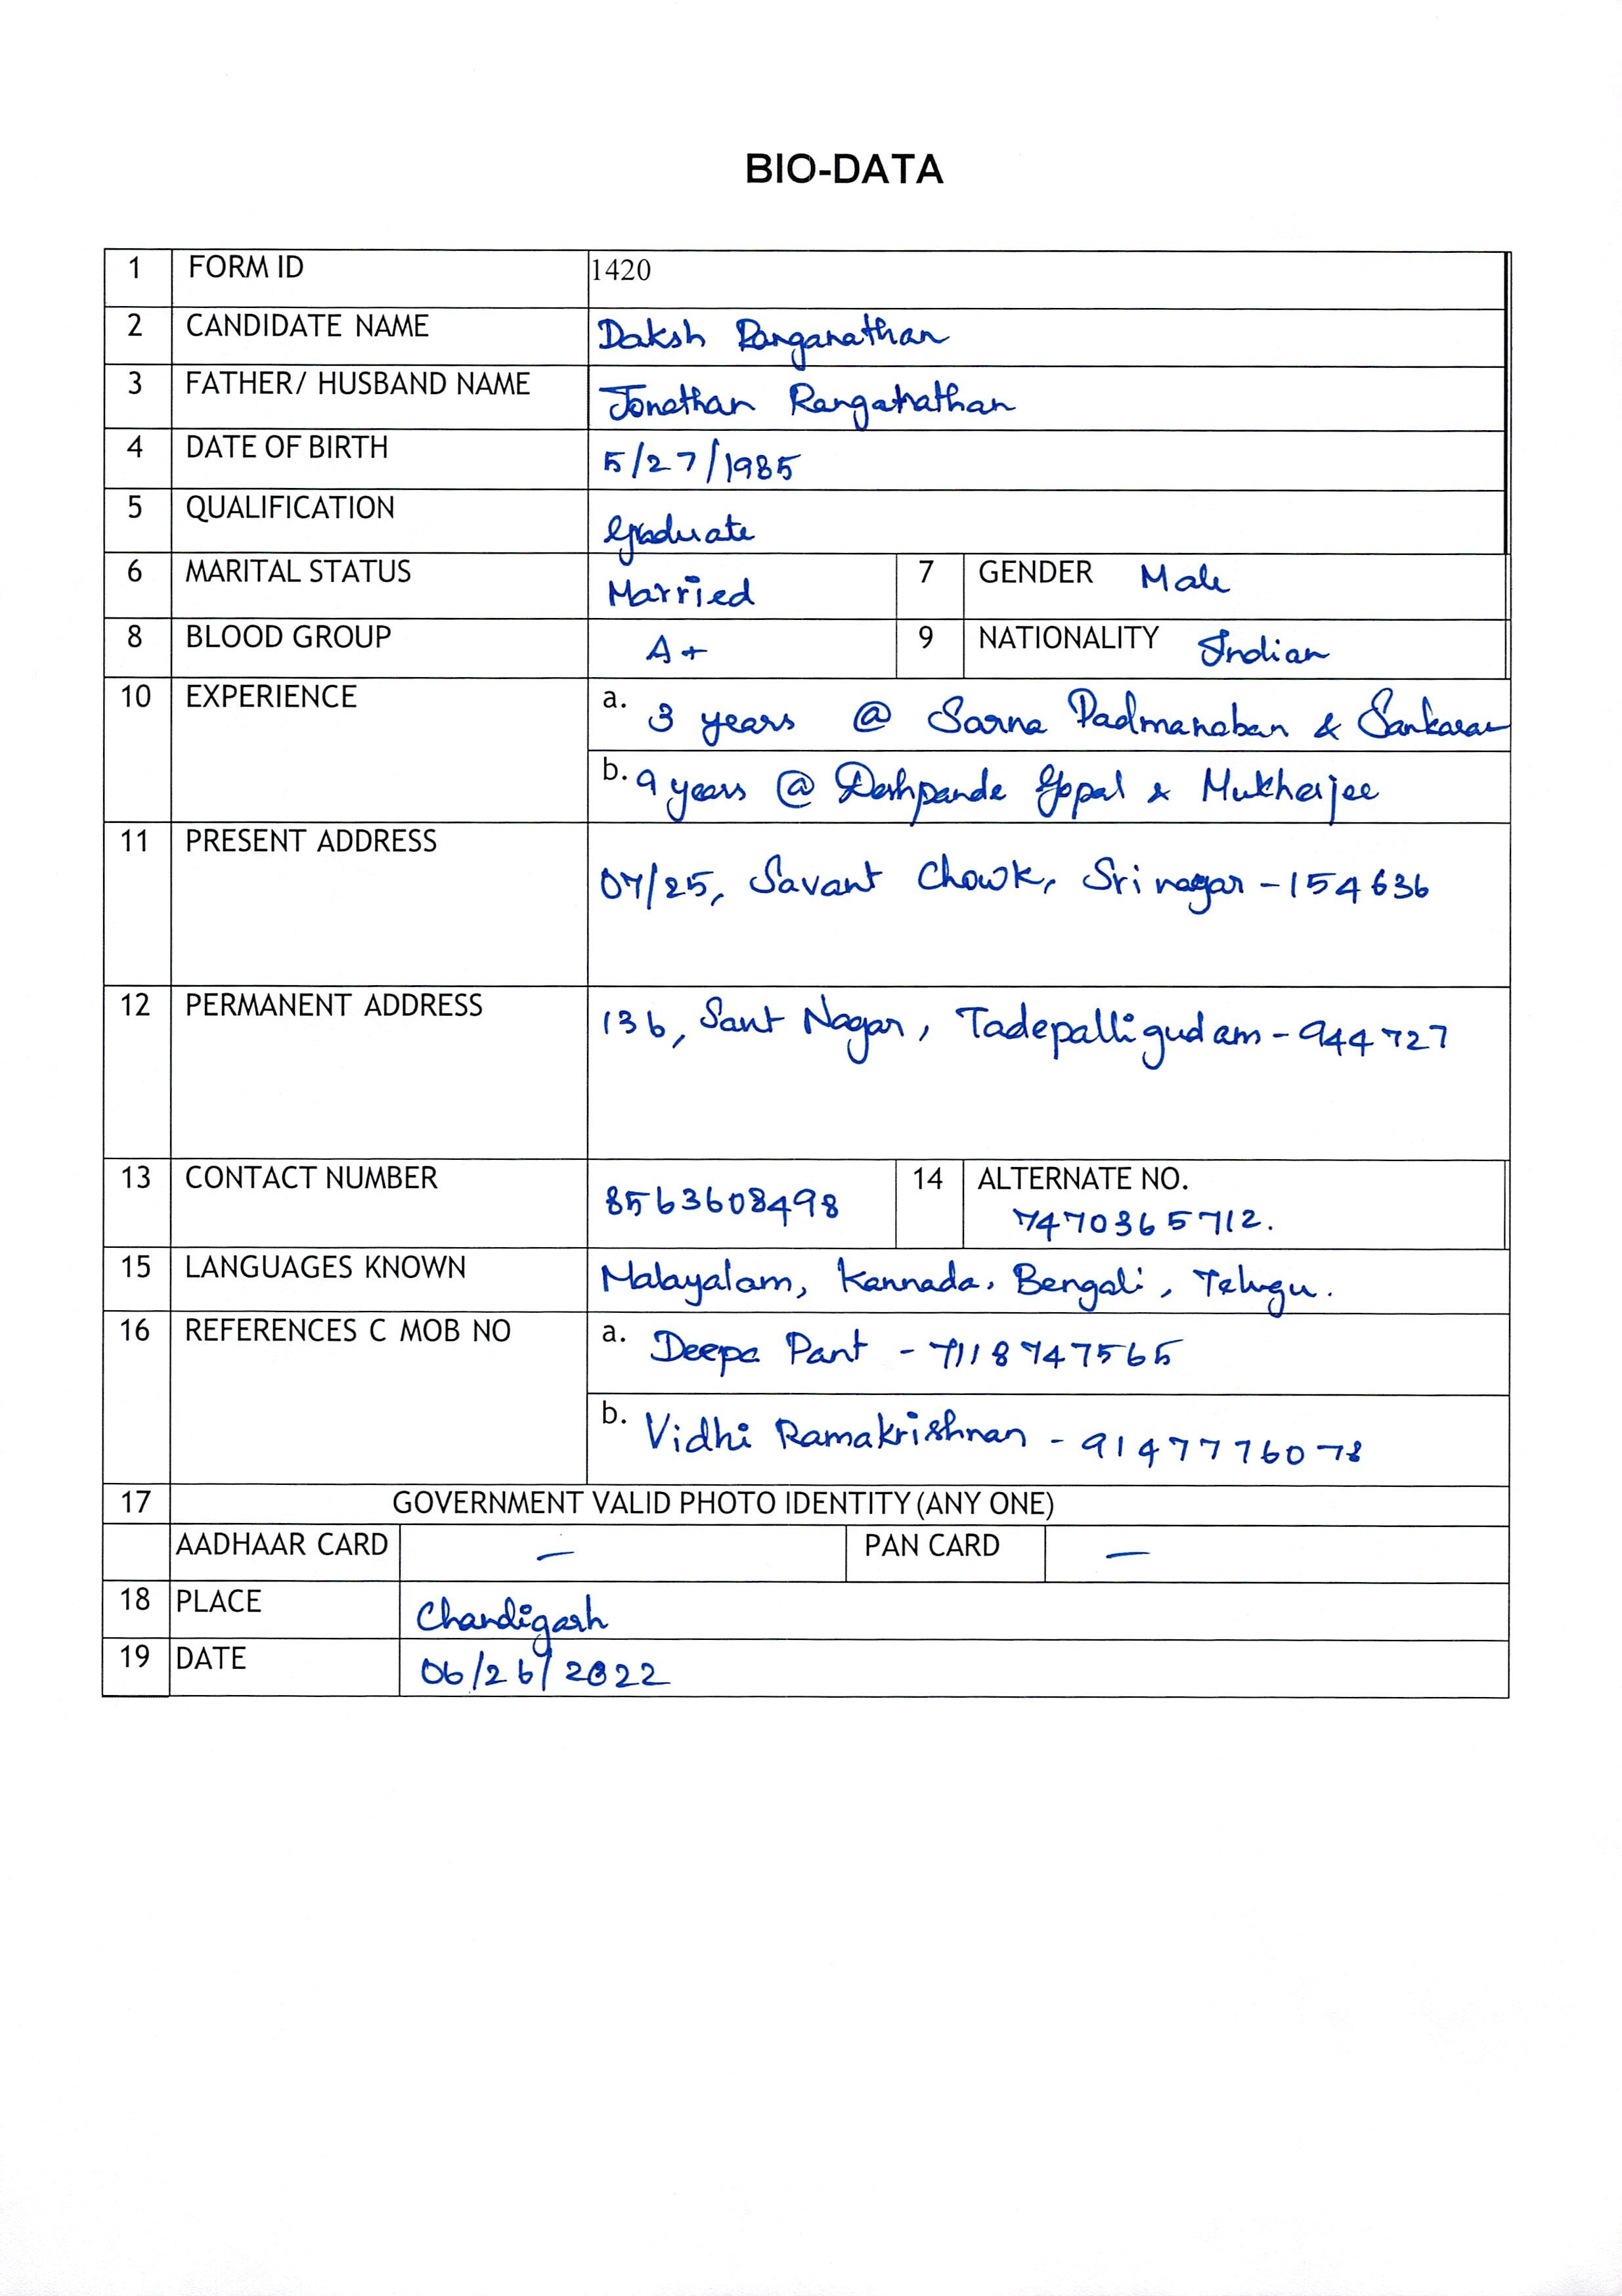 BIO-DATA
1 FORM ID 1420
2 CANDIDATE NAME Daksh Ranganathan
3 FATHER/ HUSBAND NAME Jonathan Ranganathan
4 DATE OF BIRTH 5/27/1985
5 QUALIFICATION Graduate
6 MARITAL STATUS Married 7 GENDER Male
8 BLOOD GROUP A+ 9 NATIONALITY Indian
10 EXPERIENCE a. 3 years @ Sarna Padmanaban & Sankaran
b. 9 years @ Deshpande Gopal & Mukherjee
11 PRESENT ADDRESS
07/25, Savant Chowk, Srinagar - 154636
12 PERMANENT ADDRESS 136, Sant Nagar, Tadepalligudam - 944727
13 CONTACT NUMBER 8563608498 14 ALTERNATE NO.
7470365712.
15 LANGUAGES KNOWN Malayalam, Kannada, Bengali, Telugu.
16 REFERENCES C MOB NO a. Deepa Pant - 7118747565
b. Vidhi Ramakrishnan - 9147776078
17 GOVERNMENT VALID PHOTO IDENTITY (ANY ONE)
AADHAAR CARD — PAN CARD —
18 PLACE Chandigarh
19 DATE 06/26/2022